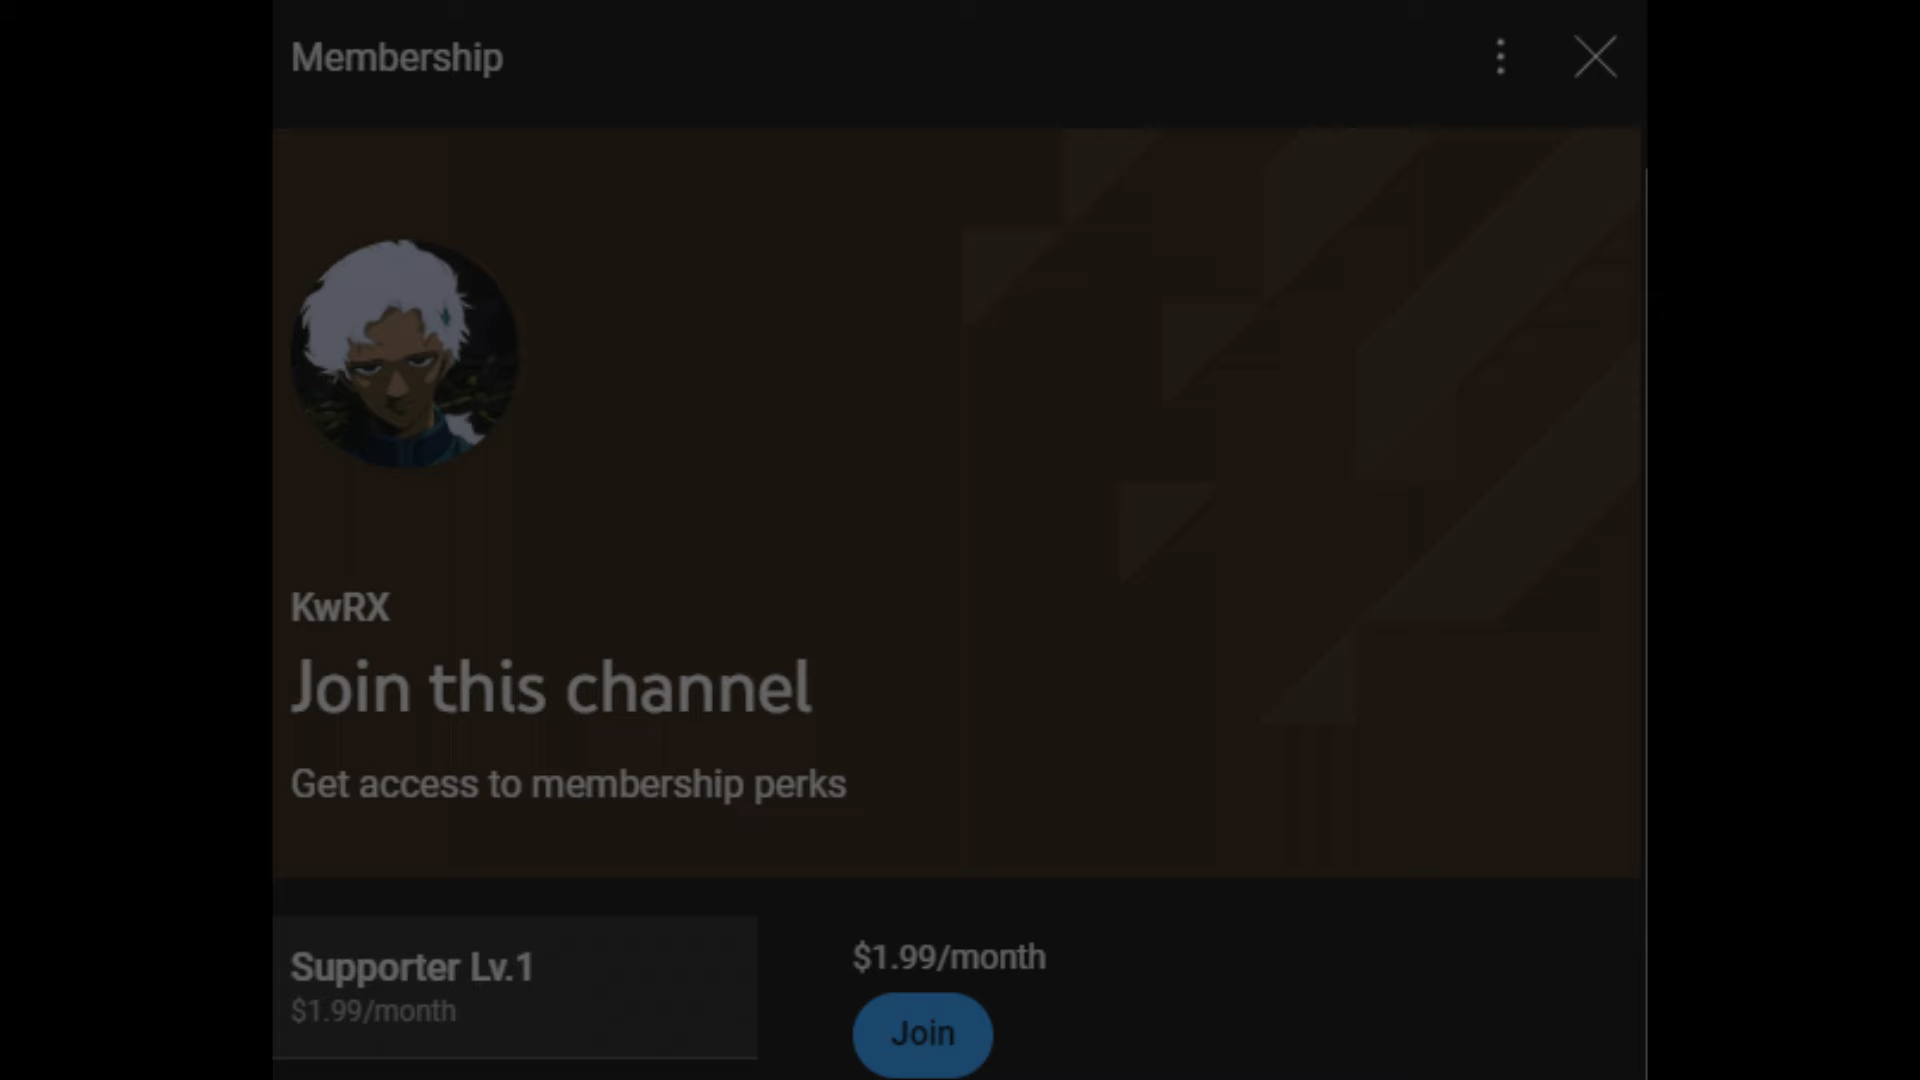 Membership
KwRX
Join this channel
Get access to membership perks
Supporter Lv.1
$1.99/month
$1.99/month
Join